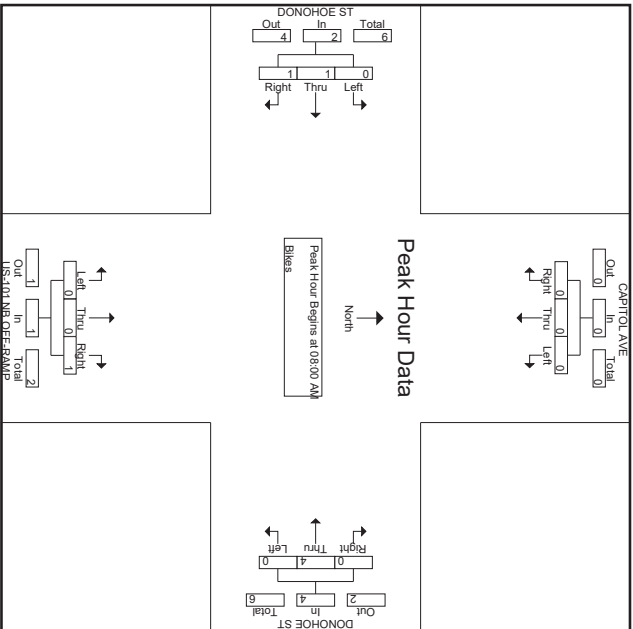 DONOHOE ST
Out In Total
4 2 6
1 1 0
Right Thru Left
CAPITOL AVE
Out In Total
0 0 0
0 0 0
Right Thru Left
Peak Hour Data
North
Peak Hour Begins at 08:00 AM
Bikes
Left Thru Right
0 0 1
1 1 2
Out In Total
US-101 NB OFF-RAMP
Left Thru Right
0 4 0
6 4 2
Total In Out
DONOHOE ST